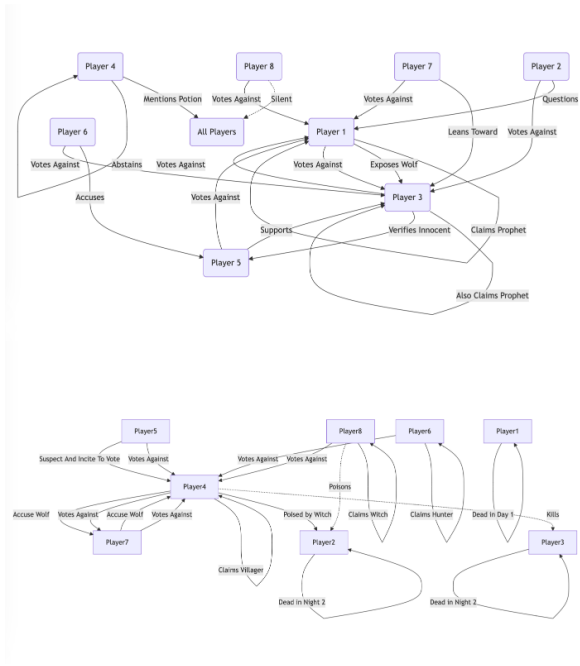 Player 4
Player 8
Player 7
Player 2
Mentions Potion
Votes Against
Silent
Votes Against
Questions
Player 6
All Players
Player 1
Leans Toward
Votes Against
Votes Against
Abstains
Votes Against
Votes Against
Exposes Wolf
Accuses
Votes Against
Player 3
Supports
Verifies Innocent
Claims Prophet
Player 5
Also Claims Prophet
Player5
Player8
Player6
Player1
Suspect And Incite To Vote
Votes Against
Votes Against
Votes Against
Player4
Poisons
Accuse Wolf
Votes Against
Accuse Wolf
Votes Against
Poised by Witch
Claims Witch
Claims Hunter
Dead in Day 1
Kills
Player7
Player2
Player3
Claims Villager
Dead in Night 2
Dead in Night 2